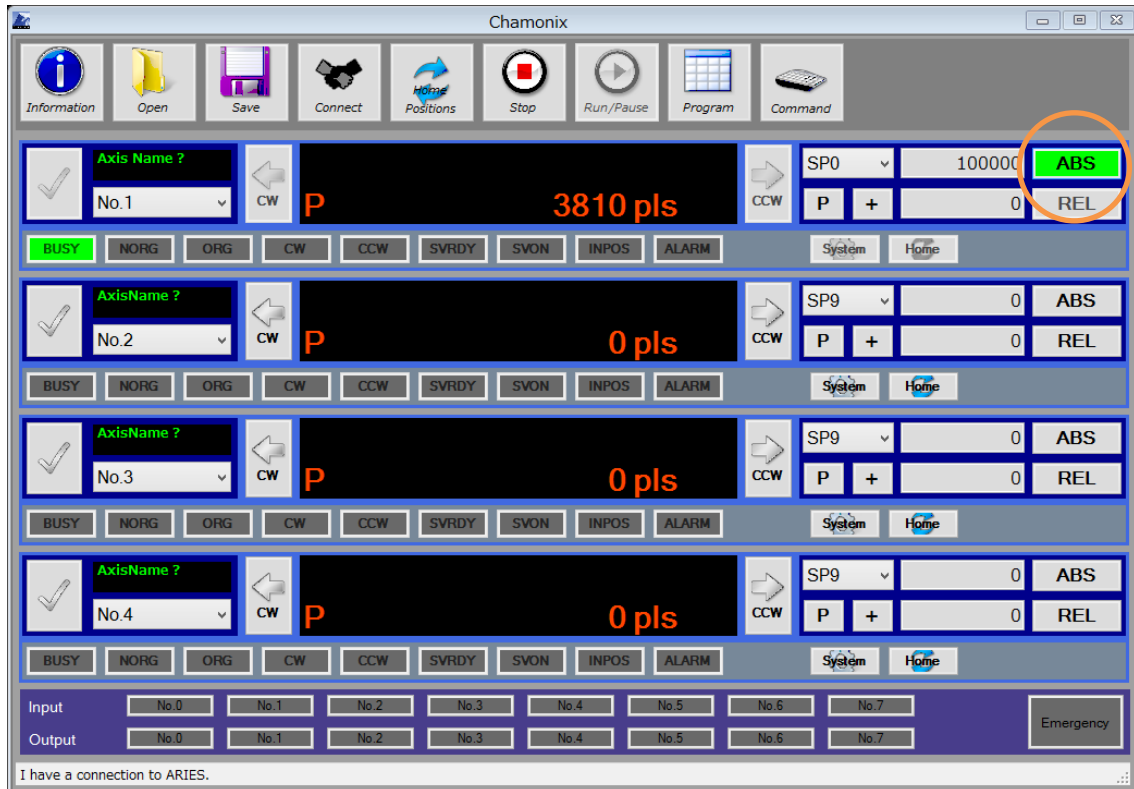 Chamonix
Information Open Save Connect Home Positions Stop Run/Pause Program Command
Axis Name ? SP0 100000 ABS
No.1 CW P 3810 pls CCW P + 0 REL
BUSY NORG ORG CW CCW SVRDY SVON INPOS ALARM System Home
AxisName ? SP9 0 ABS
No.2 CW P 0 pls CCW P + 0 REL
BUSY NORG ORG CW CCW SVRDY SVON INPOS ALARM System Home
AxisName ? SP9 0 ABS
No.3 CW P 0 pls CCW P + 0 REL
BUSY NORG ORG CW CCW SVRDY SVON INPOS ALARM System Home
AxisName ? SP9 0 ABS
No.4 CW P 0 pls CCW P + 0 REL
BUSY NORG ORG CW CCW SVRDY SVON INPOS ALARM System Home
Input No.0 No.1 No.2 No.3 No.4 No.5 No.6 No.7
Emergency
Output No.0 No.1 No.2 No.3 No.4 No.5 No.6 No.7
I have a connection to ARIES.